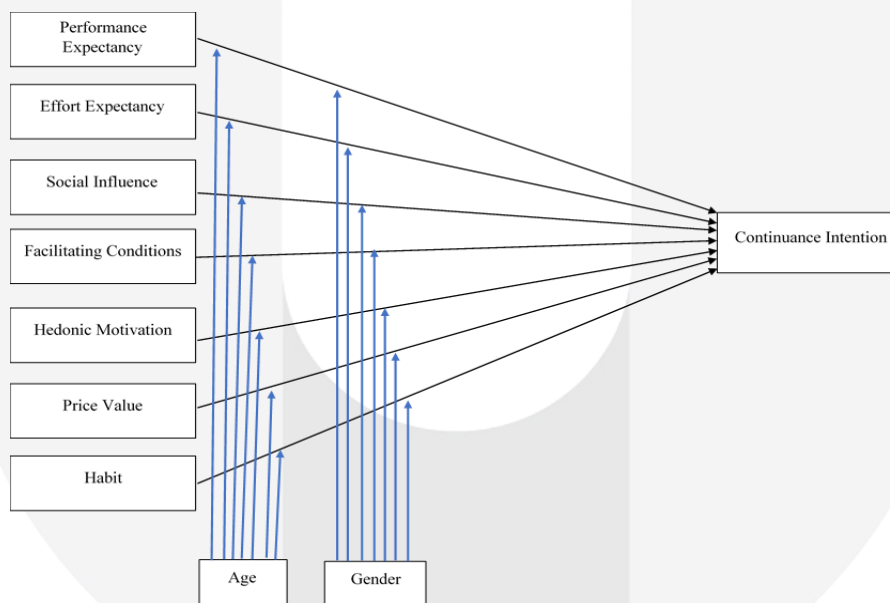 Performance
Expectancy
Effort Expectancy
Social Influence
Facilitating Conditions
Continuance Intention
Hedonic Motivation
Price Value
Habit
Age
Gender